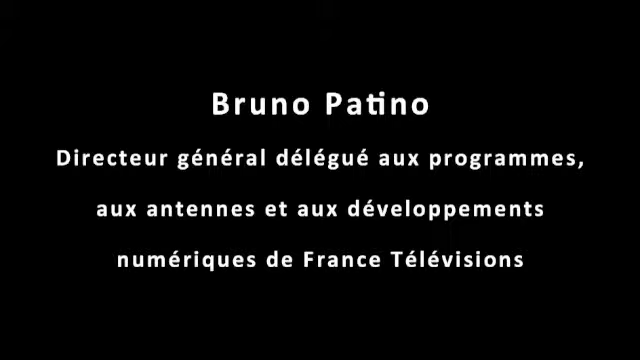 Bruno Patino
Directeur général délégué aux programmes,
aux antennes et aux développements
numériques de France Télévisions